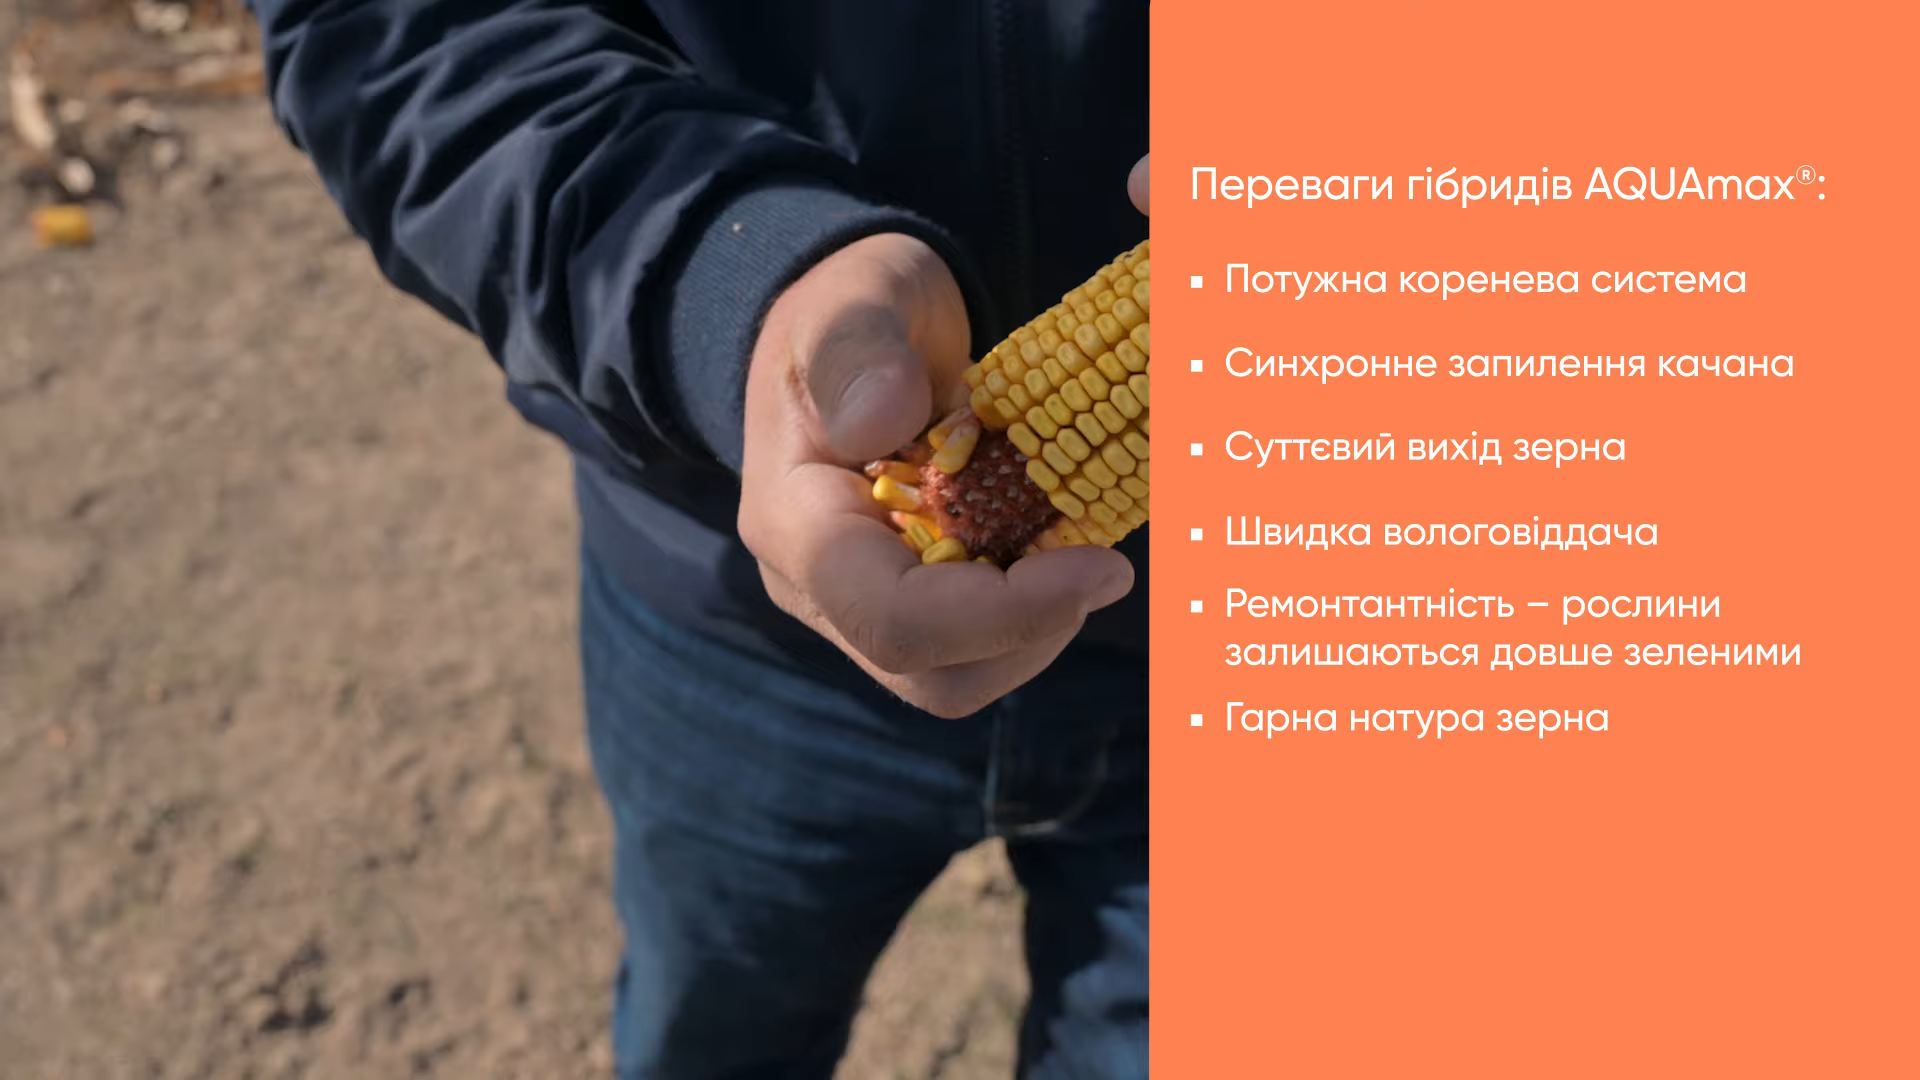 Переваги гібридів AQUAmax®:
▪ Потужна коренева система
▪ Синхронне запилення качана
▪ Суттєвий вихід зерна
▪ Швидка вологовіддача
▪ Ремонтантність – рослини
залишаються довше зеленими
▪ Гарна натура зерна